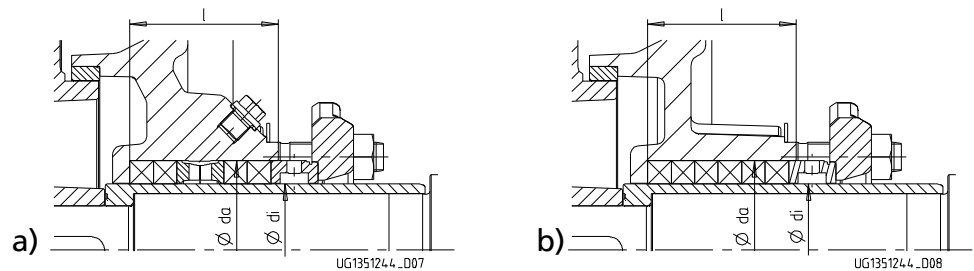 l
l
Ø da
Ø di
Ø da
Ø di
a)
b)
UG1351244_D07
UG1351244_D08